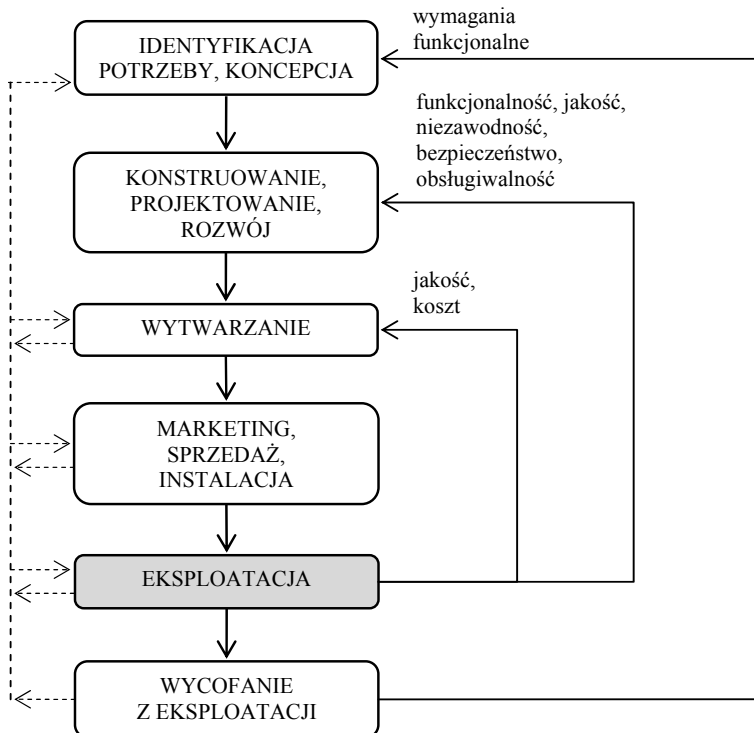 wymagania
funkcjonalne
IDENTYFIKACJA
POTRZEBY, KONCEPCJA
funkcjonalność, jakość,
niezawodność,
bezpieczeństwo,
obsługiwalność
KONSTRUOWANIE,
PROJEKTOWANIE,
ROZWÓJ
jakość,
koszt
WYTWARZANIE
MARKETING,
SPRZEDAŻ,
INSTALACJA
EKSPLOATACJA
WYCOFANIE
Z EKSPLOATACJI